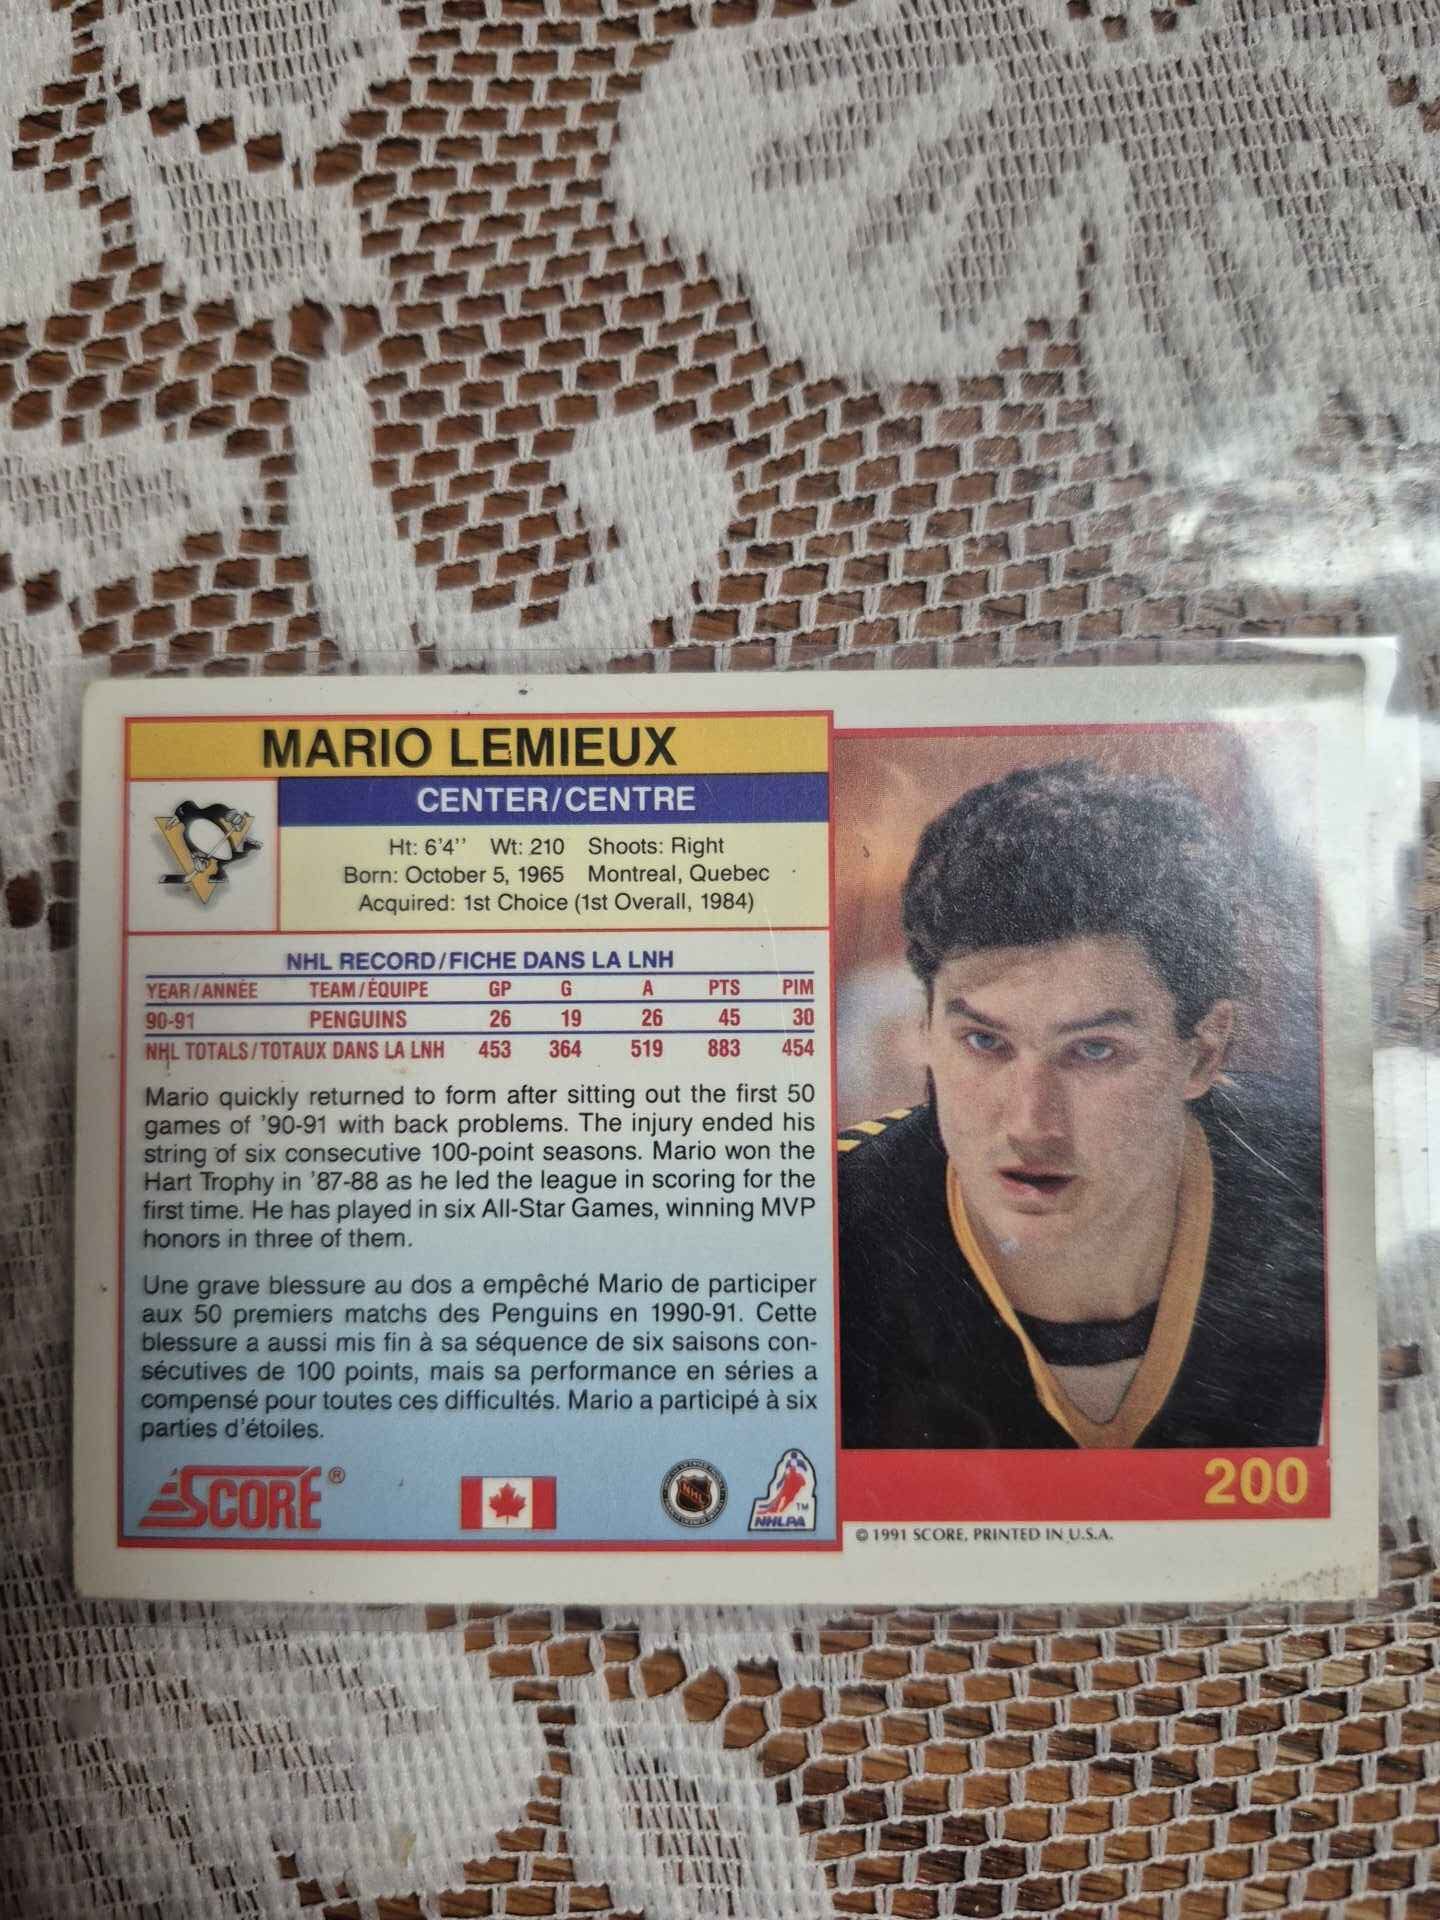 MARIO LEMIEUX
CENTER/CENTRE
Ht: 6'4'' Wt: 210 Shoots: Right
Born: October 5, 1965 Montreal, Quebec
Acquired: 1st Choice (1st Overall, 1984)
NHL RECORD/FICHE DANS LA LNH
YEAR/ANNÉE TEAM/ÉQUIPE GP G A PTS PIM
90-91 PENGUINS 26 19 26 45 30
NHL TOTALS/TOTAUX DANS LA LNH 453 364 519 883 454
Mario quickly returned to form after sitting out the first 50
games of '90-91 with back problems. The injury ended his
string of six consecutive 100-point seasons. Mario won the
Hart Trophy in '87-88 as he led the league in scoring for the
first time. He has played in six All-Star Games, winning MVP
honors in three of them.
Une grave blessure au dos a empêché Mario de participer
aux 50 premiers matchs des Penguins en 1990-91. Cette
blessure a aussi mis fin à sa séquence de six saisons con-
sécutives de 100 points, mais sa performance en séries a
compensé pour toutes ces difficultés. Mario a participé à six
parties d'étoiles.
SCORE®
NHL
NHLPA TM
200
© 1991 SCORE, PRINTED IN U.S.A.